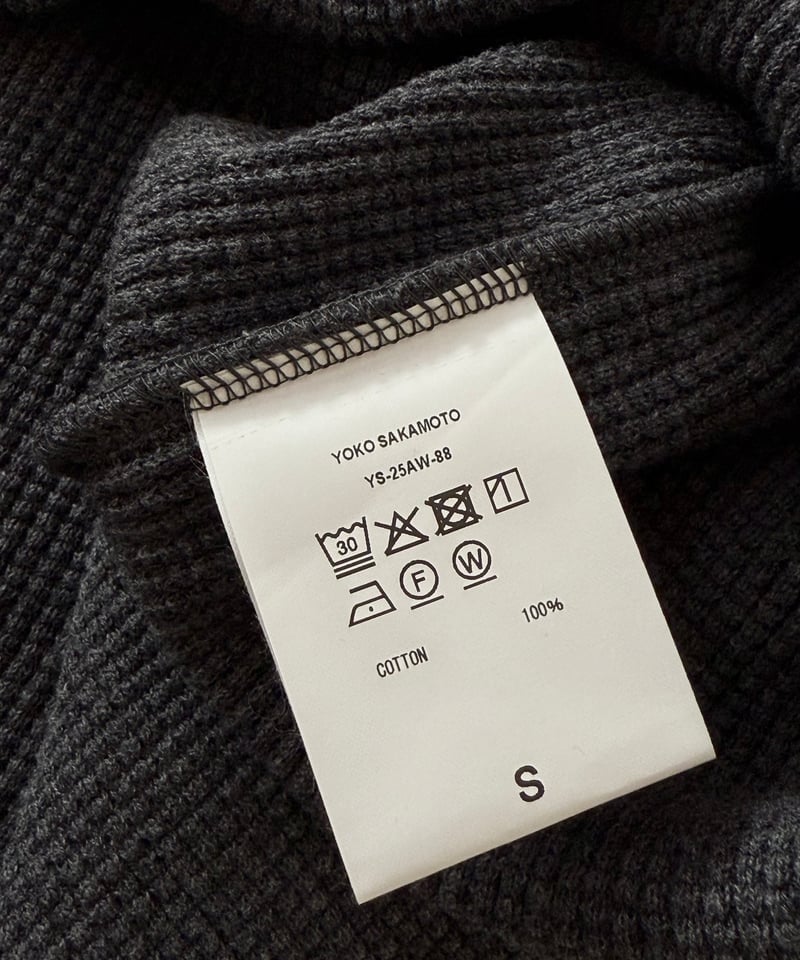 YOKO SAKAMOTO
YS-25AW-88
30
F W
COTTON 100%
S